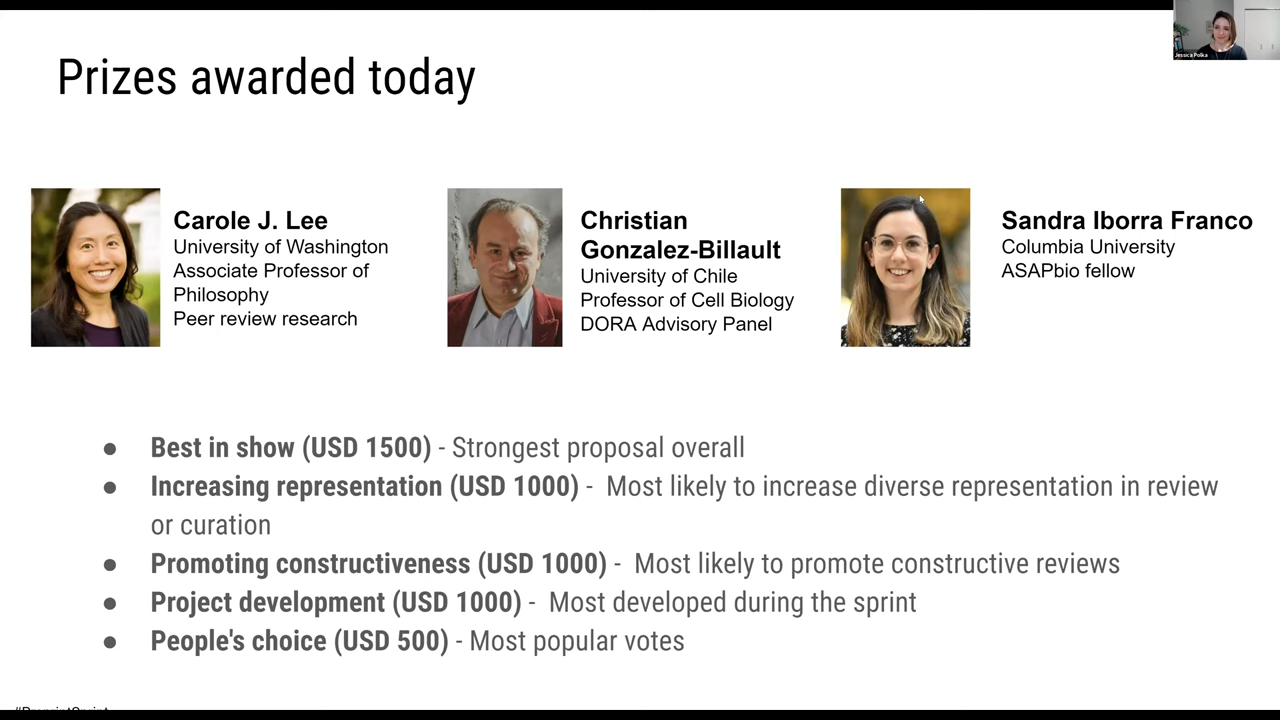 Jessica Polka
Prizes awarded today
Carole J. Lee
University of Washington
Associate Professor of
Philosophy
Peer review research
Christian
Gonzalez-Billault
University of Chile
Professor of Cell Biology
DORA Advisory Panel
Sandra Iborra Franco
Columbia University
ASAPbio fellow
● Best in show (USD 1500) - Strongest proposal overall
● Increasing representation (USD 1000) - Most likely to increase diverse representation in review
or curation
● Promoting constructiveness (USD 1000) - Most likely to promote constructive reviews
● Project development (USD 1000) - Most developed during the sprint
● People's choice (USD 500) - Most popular votes